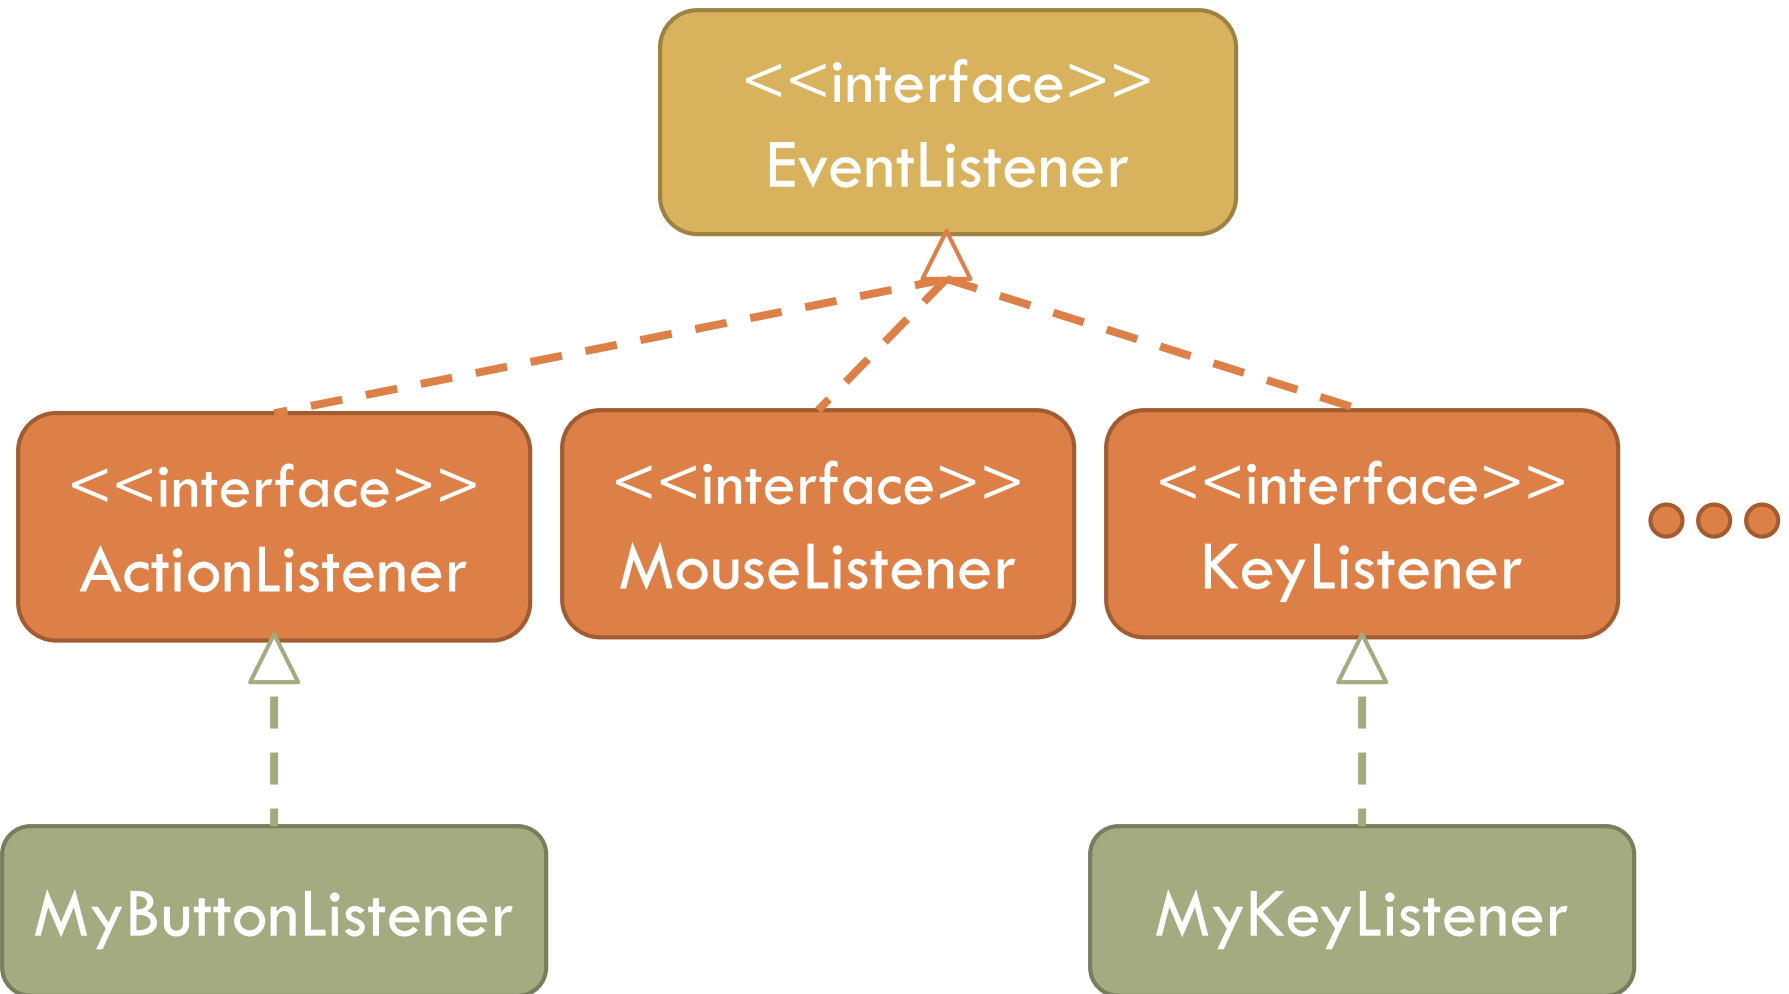 <<interface>>
EventListener
<<interface>>
ActionListener
<<interface>>
MouseListener
<<interface>>
KeyListener
MyButtonListener
MyKeyListener